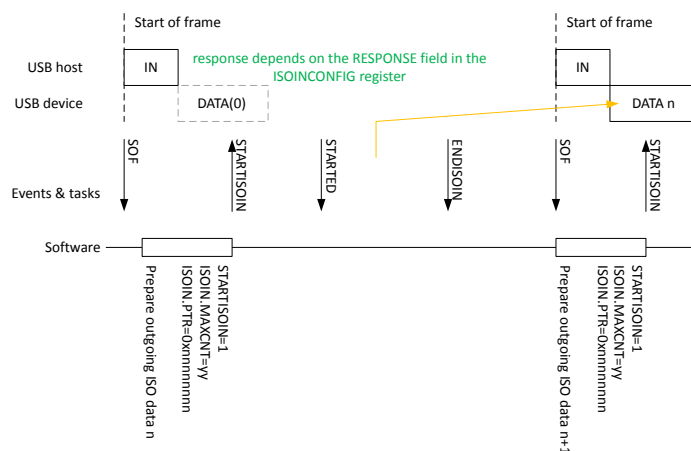 Start of frame
Start of frame
USB host
IN
response depends on the RESPONSE field in the
ISOINCONFIG register
IN
USB device
DATA(0)
DATA n
Events & tasks
SOF
STARTISOIN
STARTED
ENDISOIN
SOF
STARTISOIN
Software
Prepare outgoing ISO data n
ISOIN.PTR=0xnnnnnnnn
ISOIN.MAXCNT=yy
STARTISOIN=1
Prepare outgoing ISO data n+1
ISOIN.PTR=0xnnnnnnnn
ISOIN.MAXCNT=yy
STARTISOIN=1